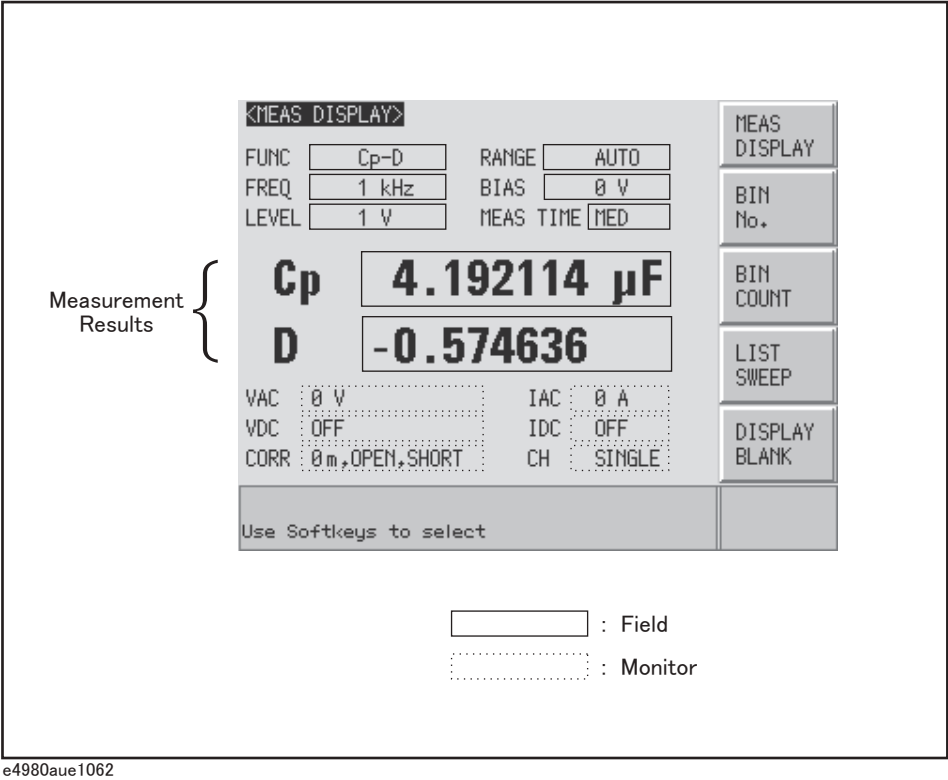 <MEAS DISPLAY>
FUNC Cp-D RANGE AUTO
FREQ 1 kHz BIAS 0 V
LEVEL 1 V MEAS TIME MED
Measurement
Results
Cp 4.192114 µF
D -0.574636
VAC 0 V IAC 0 A
VDC OFF IDC OFF
CORR 0m,OPEN,SHORT CH SINGLE
MEAS
DISPLAY
BIN
No.
BIN
COUNT
LIST
SWEEP
DISPLAY
BLANK
Use Softkeys to select
: Field
: Monitor
e4980aue1062